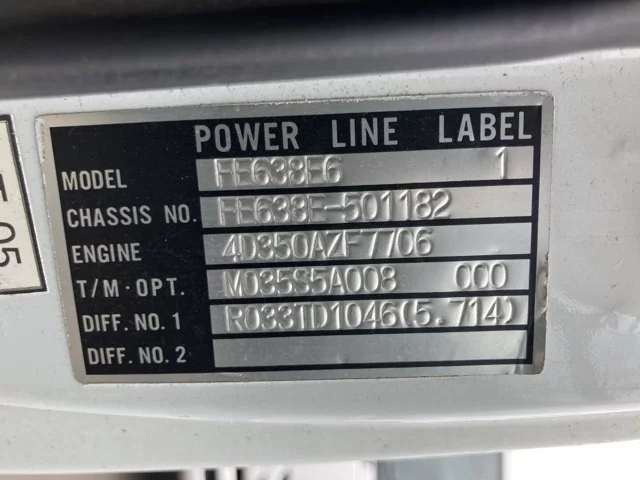 POWER LINE LABEL
MODEL FE638E6 1
CHASSIS NO. FE638E-501182
ENGINE 4D350AZF7706
T/M·OPT. M035S5A008 000
DIFF. NO. 1 R033TD1046(5.714)
DIFF. NO. 2